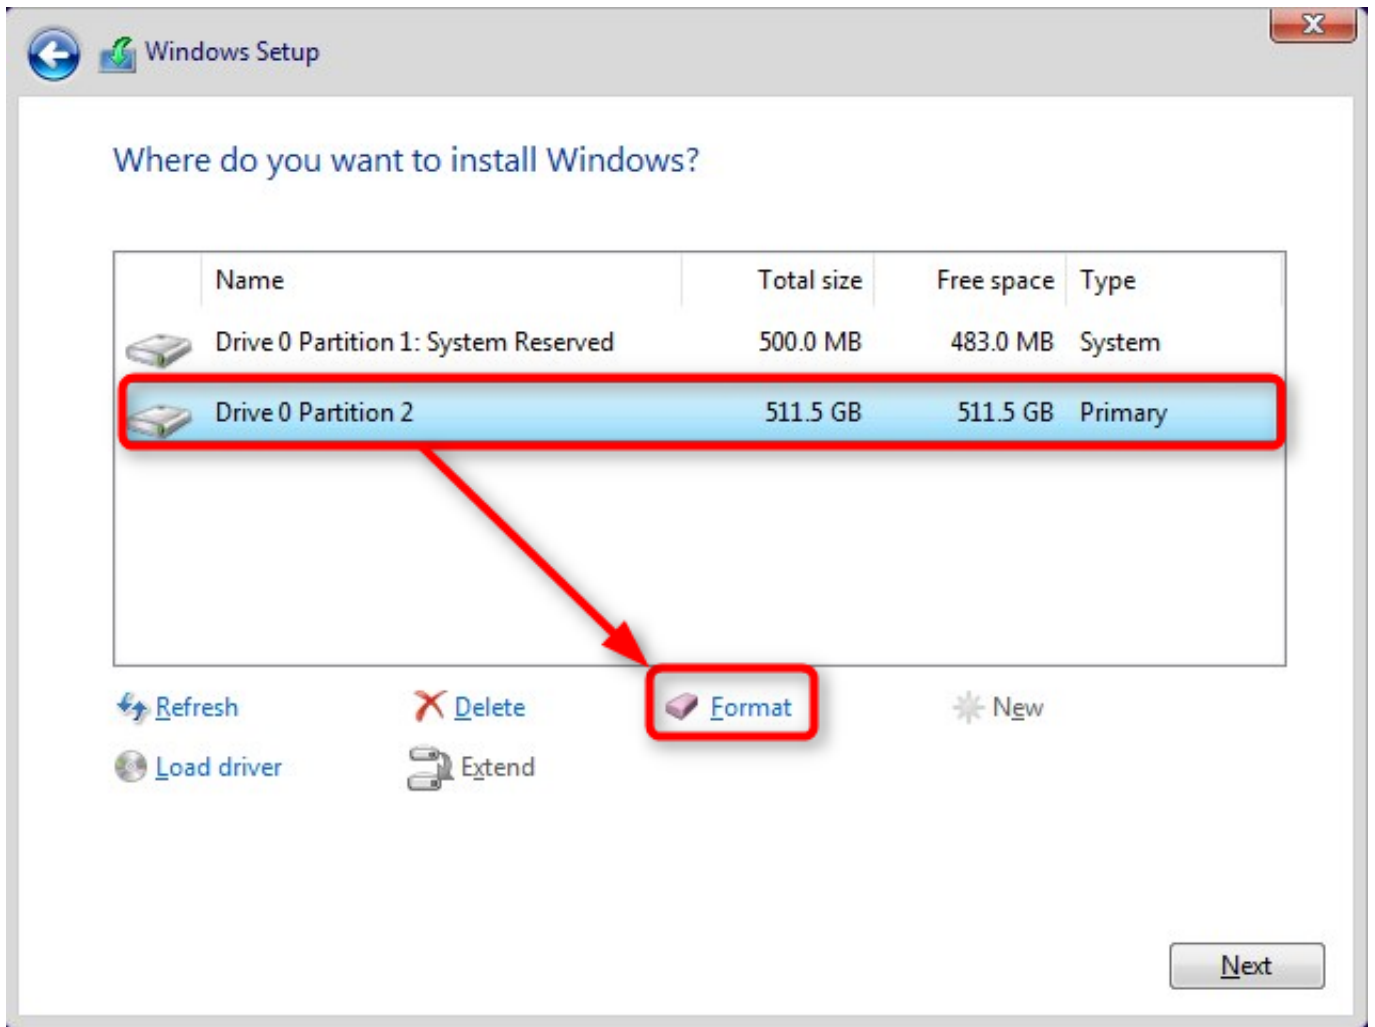 Windows Setup
Where do you want to install Windows?
Name Total size Free space Type
Drive 0 Partition 1: System Reserved 500.0 MB 483.0 MB System
Drive 0 Partition 2 511.5 GB 511.5 GB Primary
Refresh Delete Format New
Load driver Extend
Next